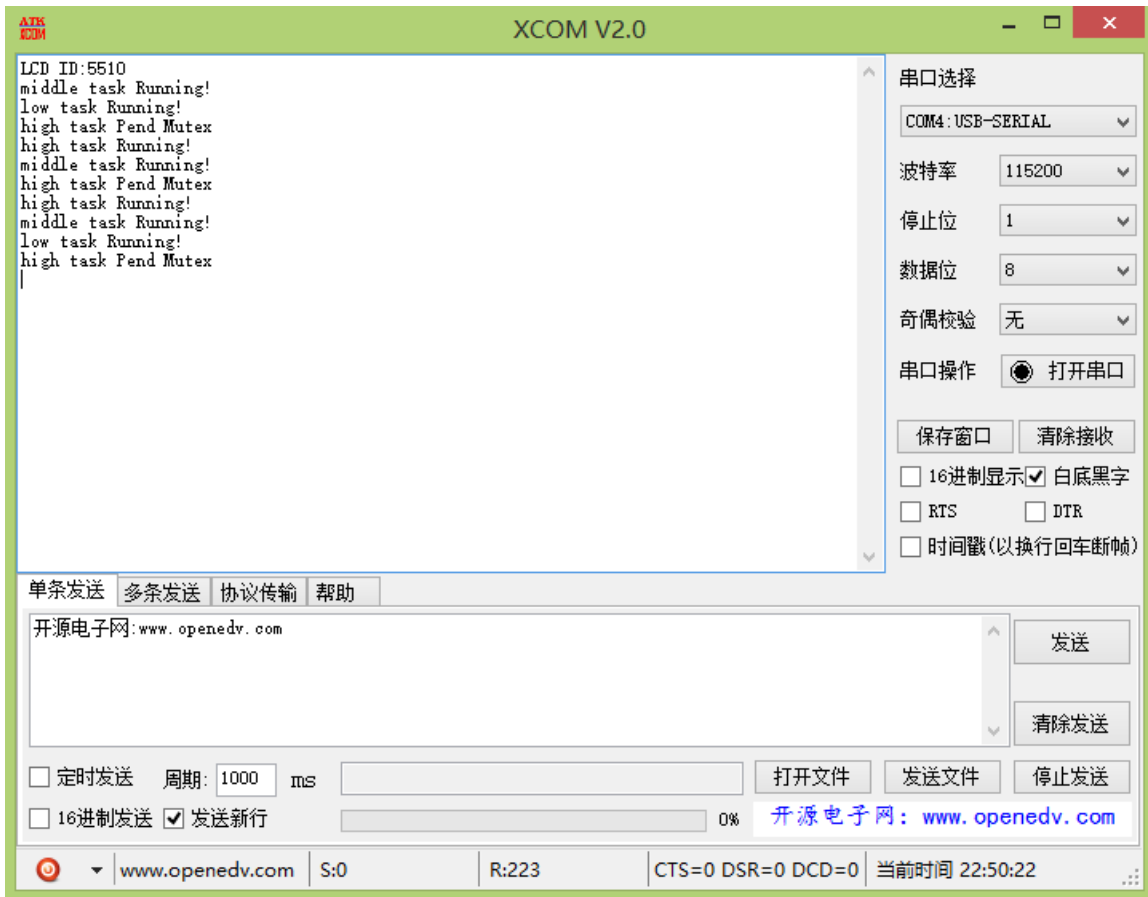 ATK
XCOM
XCOM V2.0
LCD ID:5510
middle task Running!
low task Running!
high task Pend Mutex
high task Running!
middle task Running!
high task Pend Mutex
high task Running!
middle task Running!
low task Running!
high task Pend Mutex
串口选择
COM4:USB-SERIAL
波特率 115200
停止位 1
数据位 8
奇偶校验 无
串口操作 打开串口
保存窗口 清除接收
16进制显示 白底黑字
RTS DTR
时间戳(以换行回车断帧)
单条发送 多条发送 协议传输 帮助
开源电子网:www.openedv.com
发送
清除发送
定时发送 周期: 1000 ms 打开文件 发送文件 停止发送
16进制发送 发送新行 0% 开源电子网: www.openedv.com
www.openedv.com S:0 R:223 CTS=0 DSR=0 DCD=0 当前时间 22:50:22